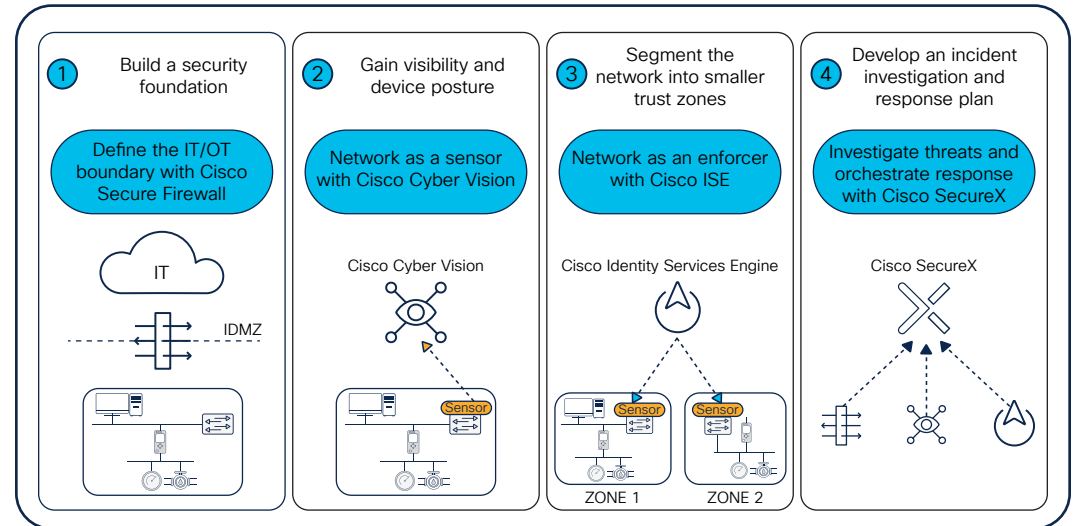 1
Build a security
foundation
Define the IT/OT
boundary with Cisco
Secure Firewall
IT
IDMZ
2
Gain visibility and
device posture
Network as a sensor
with Cisco Cyber Vision
Cisco Cyber Vision
Sensor
3
Segment the
network into smaller
trust zones
Network as an enforcer
with Cisco ISE
Cisco Identity Services Engine
Sensor
Sensor
ZONE 1
ZONE 2
4
Develop an incident
investigation and
response plan
Investigate threats and
orchestrate response
with Cisco SecureX
Cisco SecureX